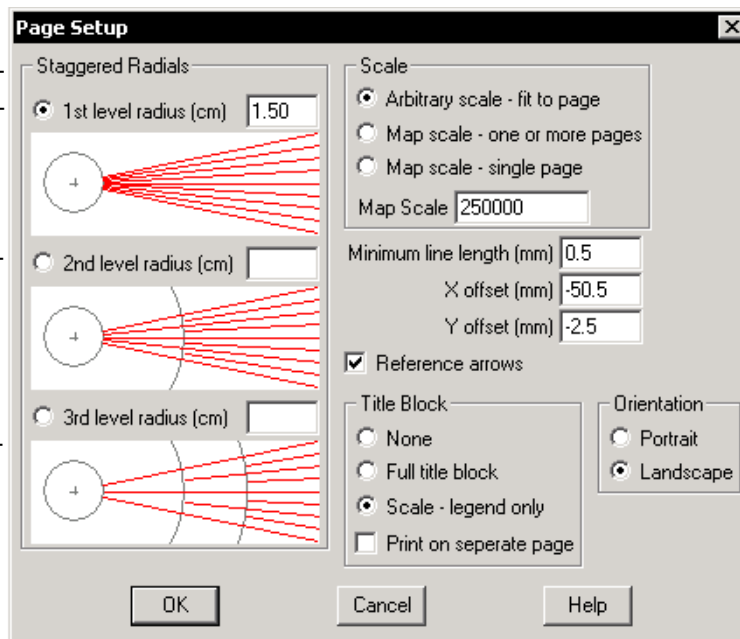 Page Setup
Staggered Radials
1st level radius (cm) 1.50
2nd level radius (cm)
3rd level radius (cm)
Scale
Arbitrary scale - fit to page
Map scale - one or more pages
Map scale - single page
Map Scale 250000
Minimum line length (mm) 0.5
X offset (mm) -50.5
Y offset (mm) -2.5
Reference arrows
Title Block
None
Full title block
Scale - legend only
Print on seperate page
Orientation
Portrait
Landscape
OK Cancel Help